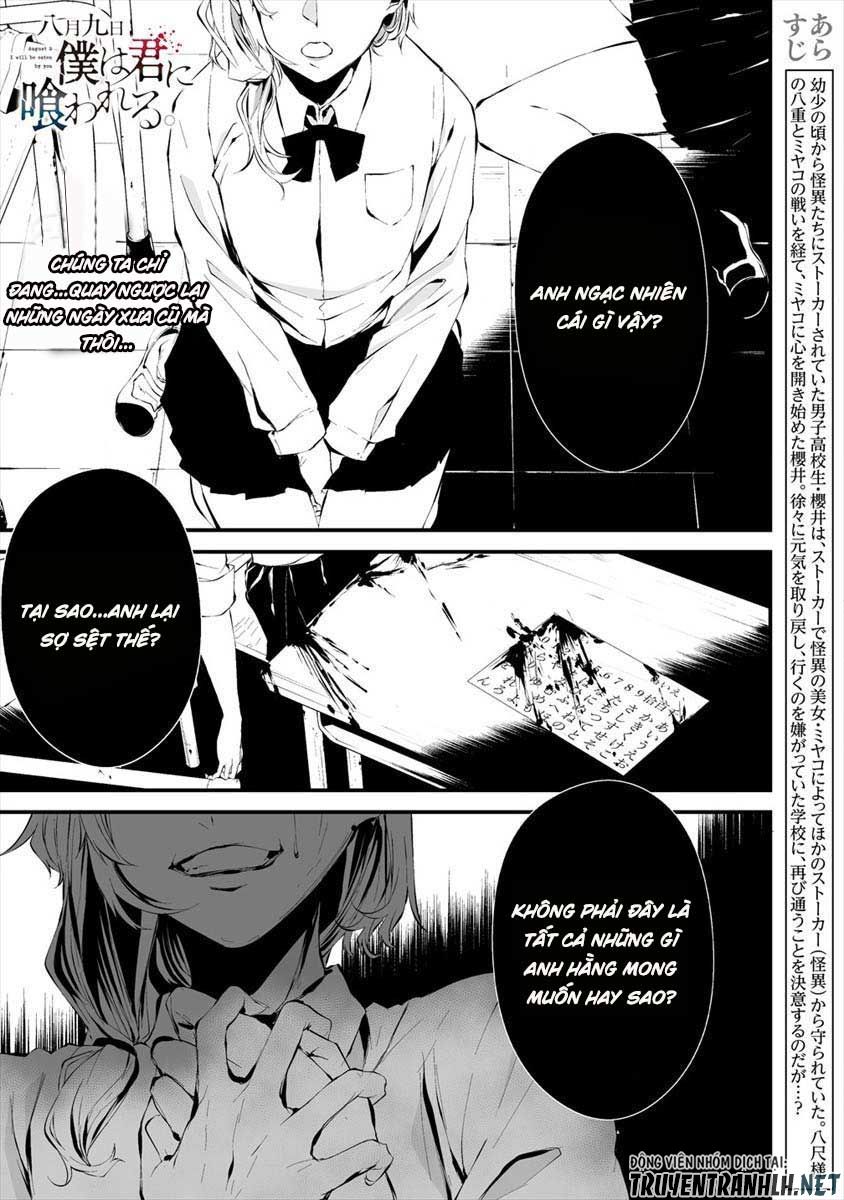 八月九日、
August 9
I will be eaten
by you
僕は君に
喰われる。
あらすじ
幼少の頃から怪異たちにストーカーされていた男子高校生・櫻井は、ストーカーで怪異の美女・ミヤコによってほかのストーカー（怪異）から守られていた。八尺様
の八重とミヤコの戦いを経て、ミヤコに心を開き始めた櫻井。徐々に元気を取り戻し、行くのを嫌がっていた学校に、再び通うことを決意するのだが…？
ANH NGẠC NHIÊN
CÁI GÌ VẬY?
CHÚNG TA CHỈ
ĐANG...QUAY NGƯỢC LẠI
NHỮNG NGÀY XƯA CŨ MÀ
THÔI...
TẠI SAO...ANH LẠI
SỢ SỆT THẾ?
KHÔNG PHẢI ĐÂY LÀ
TẤT CẢ NHỮNG GÌ
ANH HẰNG MONG
MUỐN HAY SAO?
ĐỘNG VIÊN NHÓM DỊCH TẠI:
TRUYENTRANHLH.NET